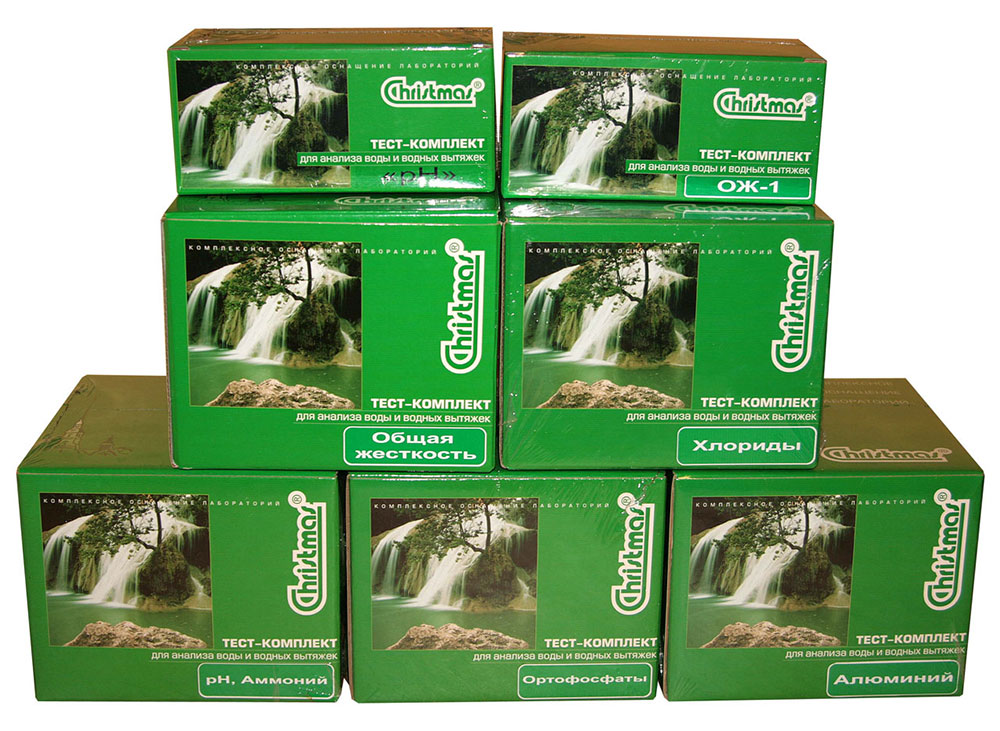 КОМПЛЕКСНОЕ ОСНАЩЕНИЕ ЛАБОРАТОРИЙ
Christmas®
ТЕСТ-КОМПЛЕКТ
для анализа воды и водных вытяжек
«pH»
КОМПЛЕКСНОЕ ОСНАЩЕНИЕ ЛАБОРАТОРИЙ
Christmas®
ТЕСТ-КОМПЛЕКТ
для анализа воды и водных вытяжек
ОЖ-1
КОМПЛЕКСНОЕ ОСНАЩЕНИЕ ЛАБОРАТОРИЙ
Christmas®
ТЕСТ-КОМПЛЕКТ
для анализа воды и водных вытяжек
Общая
жесткость
КОМПЛЕКСНОЕ ОСНАЩЕНИЕ ЛАБОРАТОРИЙ
Christmas®
ТЕСТ-КОМПЛЕКТ
для анализа воды и водных вытяжек
Хлориды
КОМПЛЕКСНОЕ ОСНАЩЕНИЕ ЛАБОРАТОРИЙ
Christmas®
ТЕСТ-КОМПЛЕКТ
для анализа воды и водных вытяжек
pH, Аммоний
КОМПЛЕКСНОЕ ОСНАЩЕНИЕ ЛАБОРАТОРИЙ
Christmas®
ТЕСТ-КОМПЛЕКТ
для анализа воды и водных вытяжек
Ортофосфаты
Christmas®
КОМПЛЕКСНОЕ ОСНАЩЕНИЕ ЛАБОРАТОРИЙ
Christmas®
ТЕСТ-КОМПЛЕКТ
для анализа воды и водных вытяжек
Алюминий